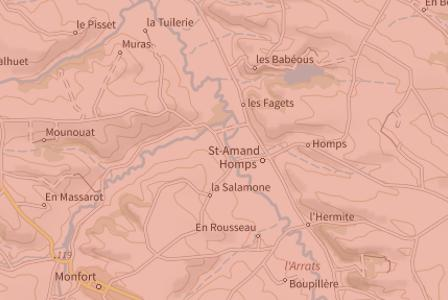 En B
la Tuilerie
le Pisset
Muras
alhuet
les Babéous
les Fagets
Mounouat
Homps
St-Amand
Homps
la Salamone
En Massarot
l'Hermite
En Rousseau
119
l'Arrats
Monfort
Boupillère